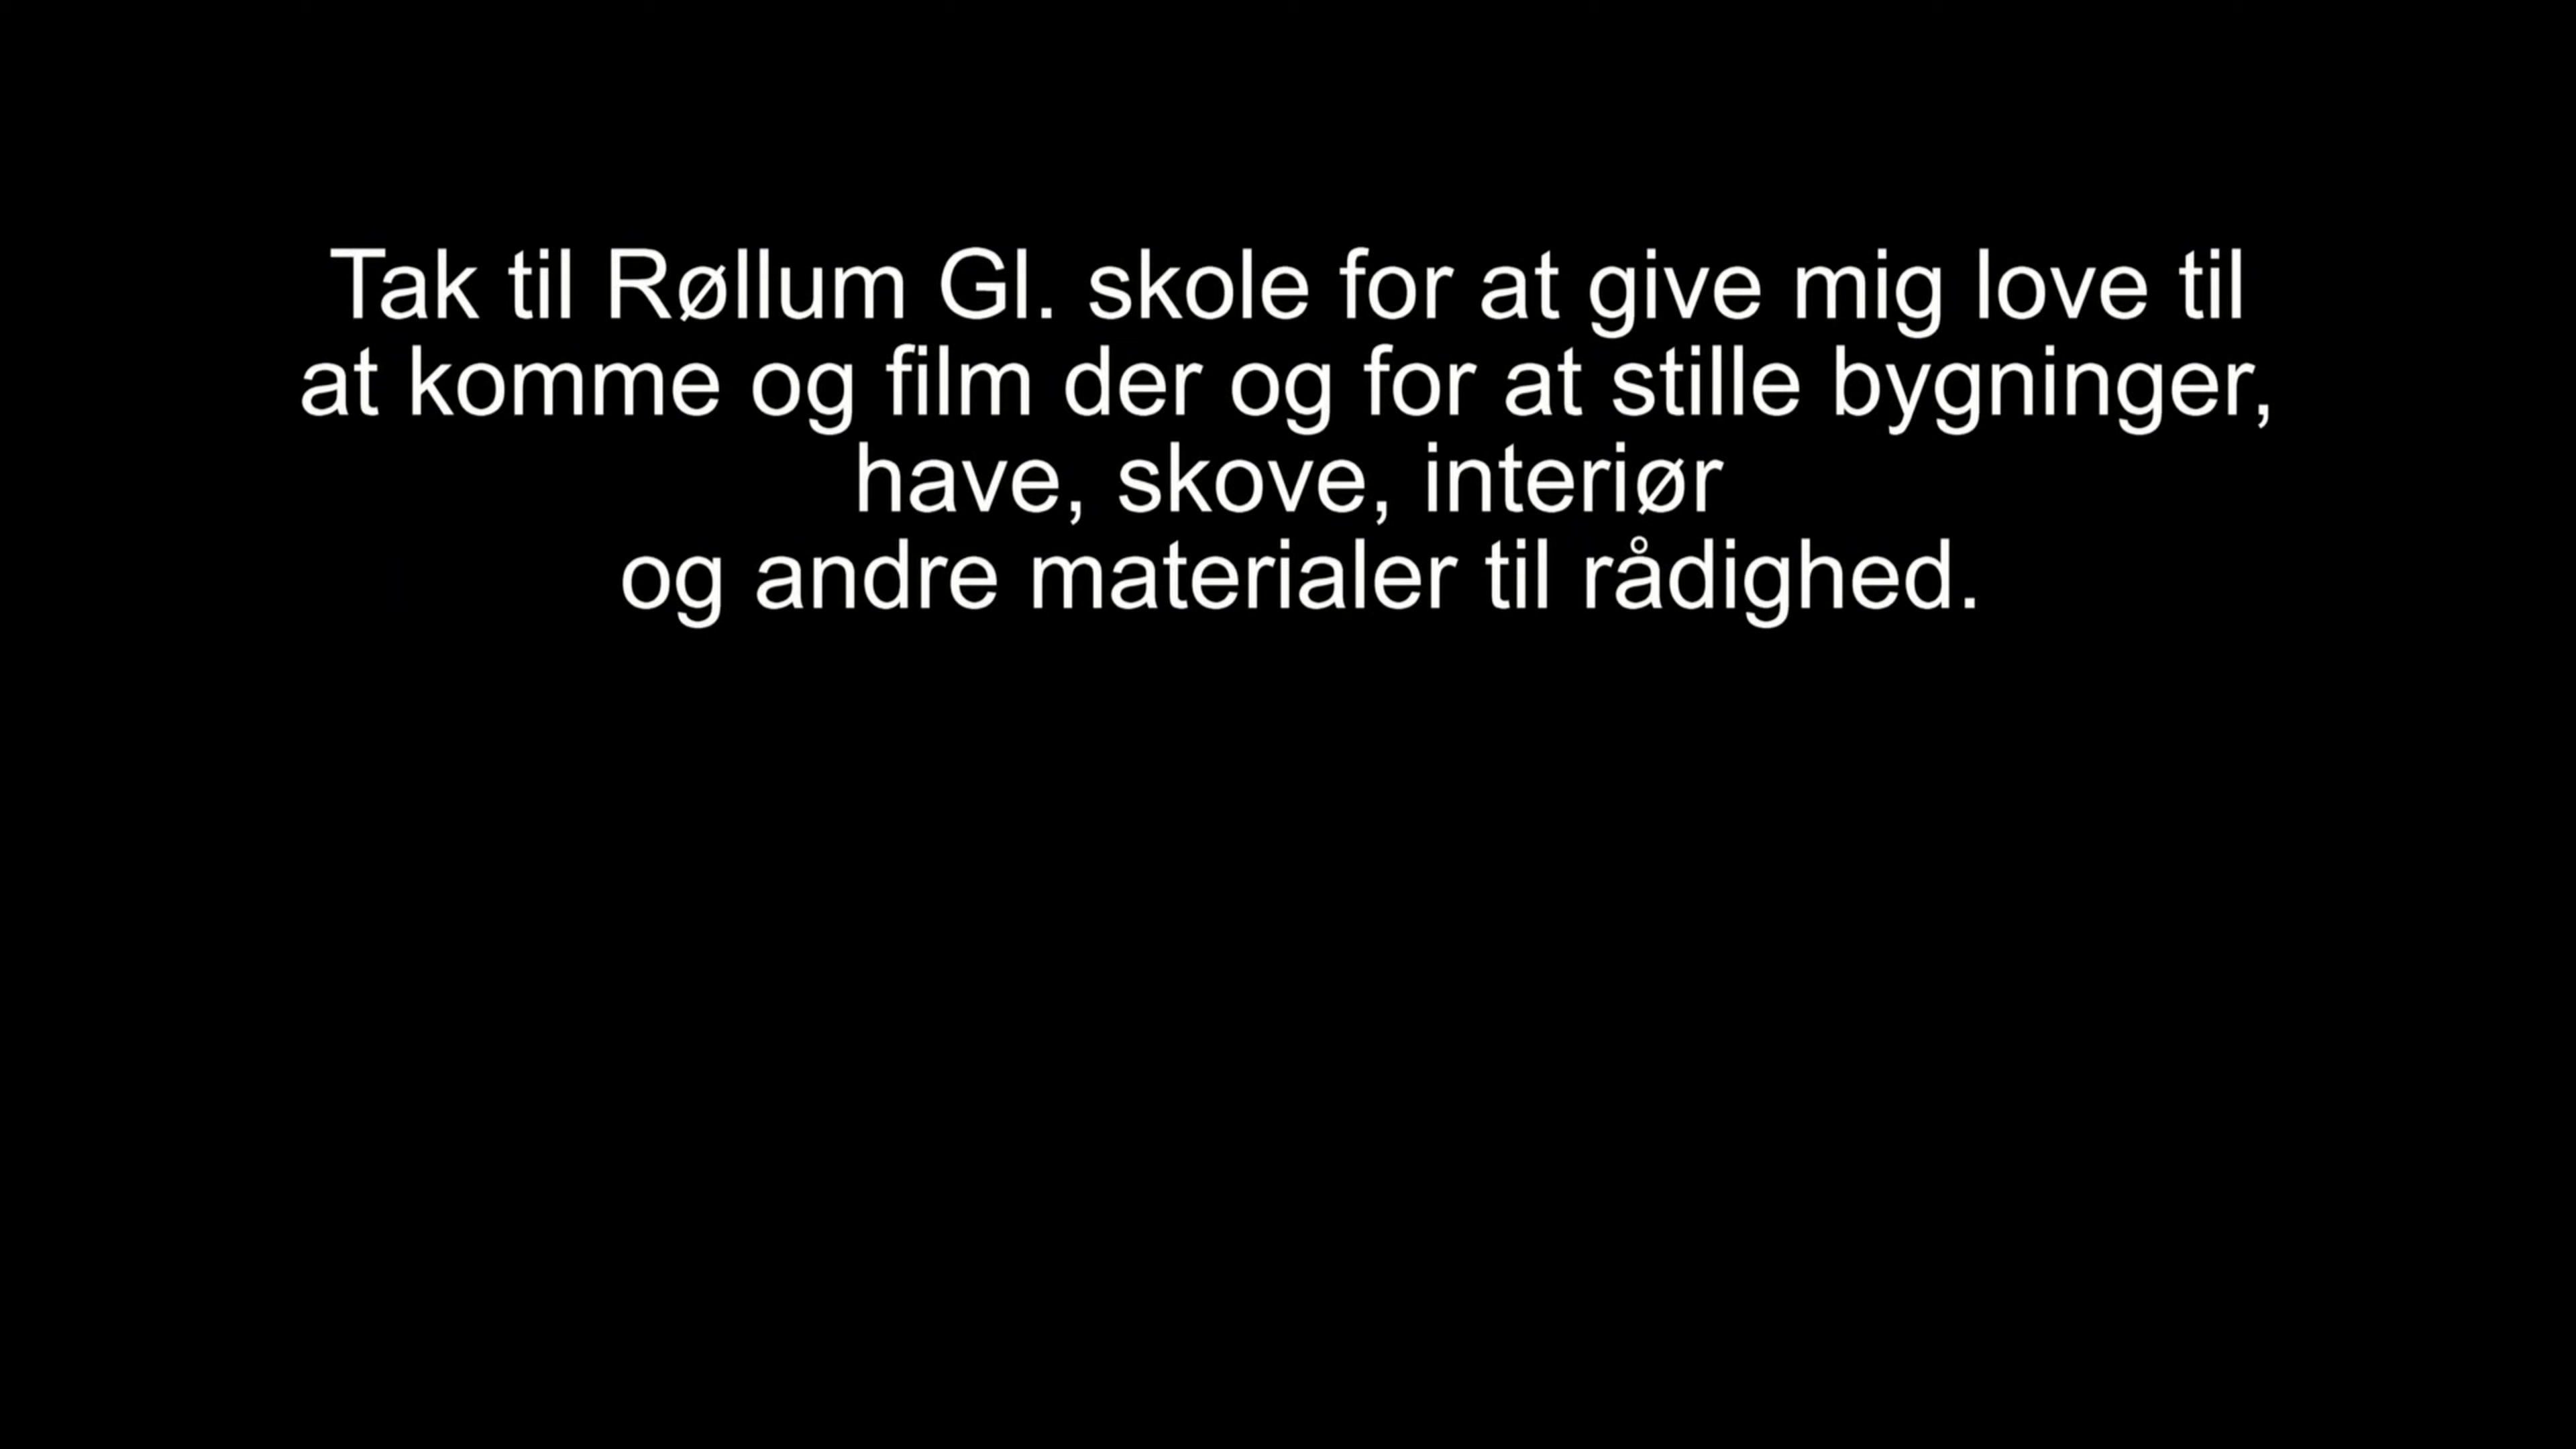 Tak til Røllum Gl. skole for at give mig love til
at komme og film der og for at stille bygninger,
have, skove, interiør
og andre materialer til rådighed.